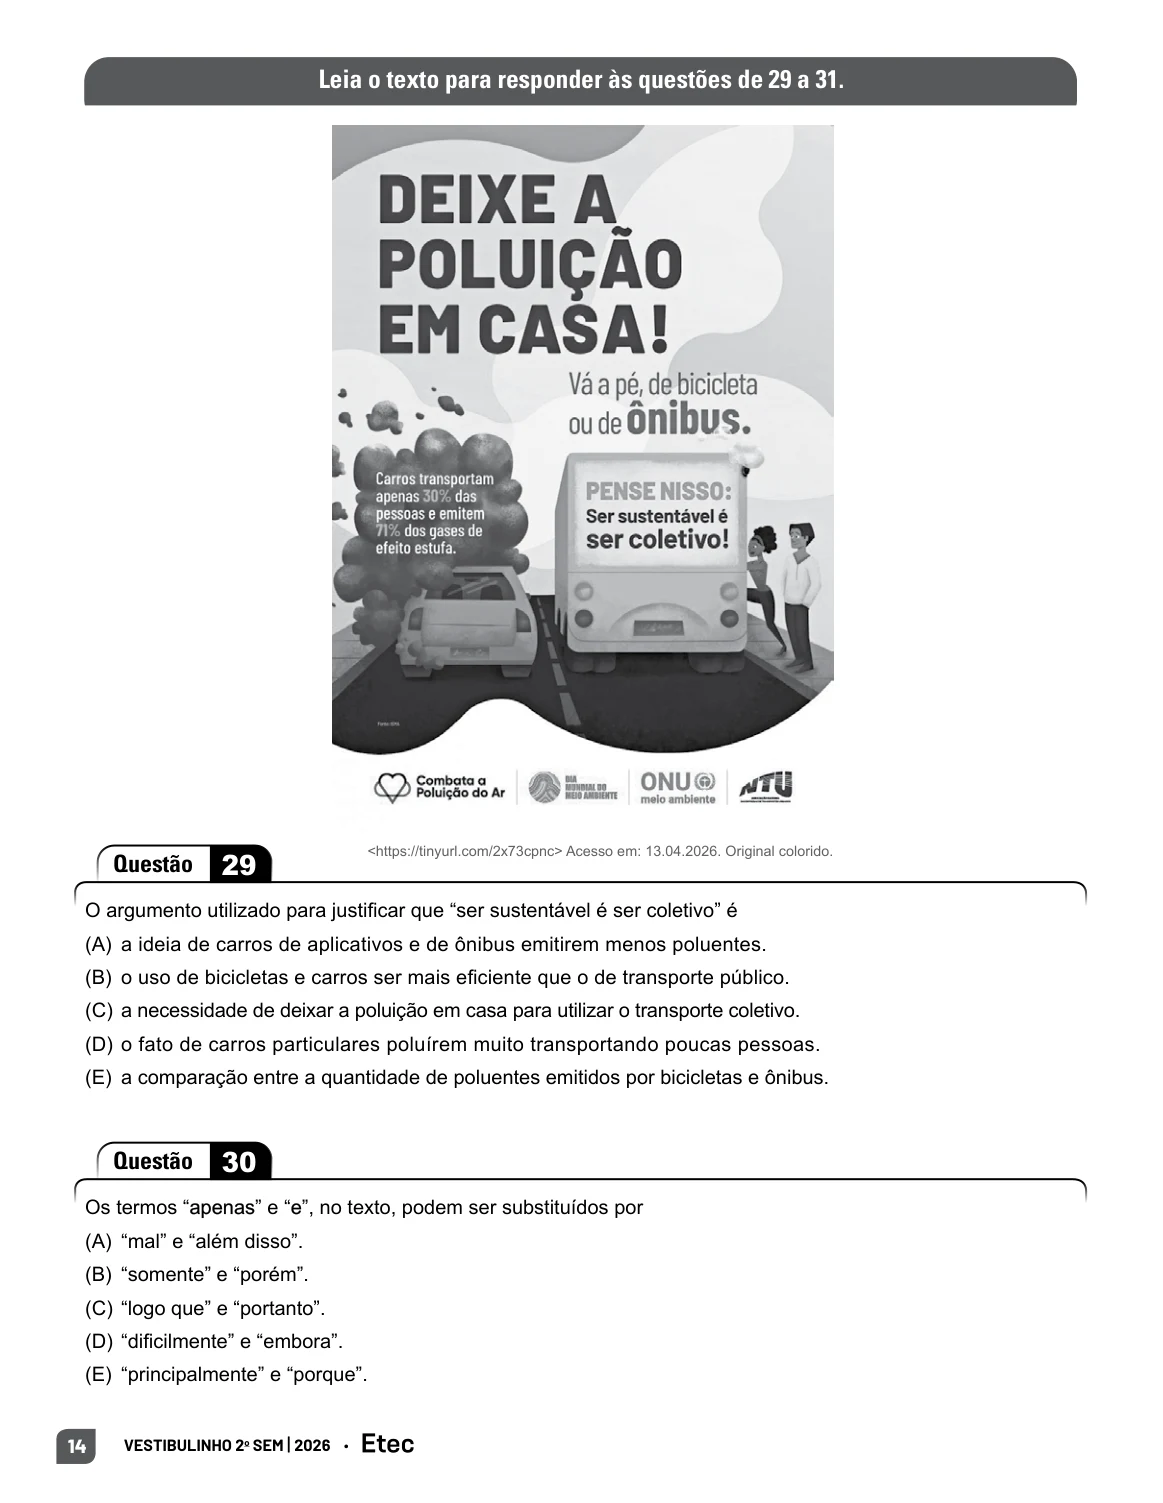 Leia o texto para responder às questões de 29 a 31.
DEIXE A
POLUIÇÃO
EM CASA!
Vá a pé, de bicicleta
ou de ônibus.
Carros transportam
apenas 30% das
pessoas e emitem
71% dos gases de
efeito estufa.
PENSE NISSO:
Ser sustentável é
ser coletivo!
Combata a
Poluição do Ar
DIA
MUNDIAL DO
MEIO AMBIENTE
ONU
meio ambiente
NTU
<https://tinyurl.com/2x73cpnc> Acesso em: 13.04.2026. Original colorido.
Questão 29
O argumento utilizado para justificar que “ser sustentável é ser coletivo” é
(A) a ideia de carros de aplicativos e de ônibus emitirem menos poluentes.
(B) o uso de bicicletas e carros ser mais eficiente que o de transporte público.
(C) a necessidade de deixar a poluição em casa para utilizar o transporte coletivo.
(D) o fato de carros particulares poluírem muito transportando poucas pessoas.
(E) a comparação entre a quantidade de poluentes emitidos por bicicletas e ônibus.
Questão 30
Os termos “apenas” e “e”, no texto, podem ser substituídos por
(A) “mal” e “além disso”.
(B) “somente” e “porém”.
(C) “logo que” e “portanto”.
(D) “dificilmente” e “embora”.
(E) “principalmente” e “porque”.
14 VESTIBULINHO 2º SEM | 2026 • Etec